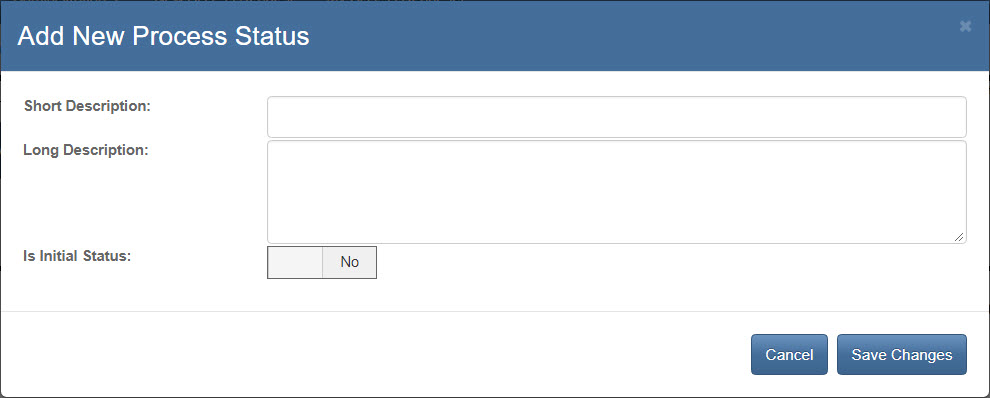 Add New Process Status
Short Description:
Long Description:
Is Initial Status:
No
Cancel
Save Changes